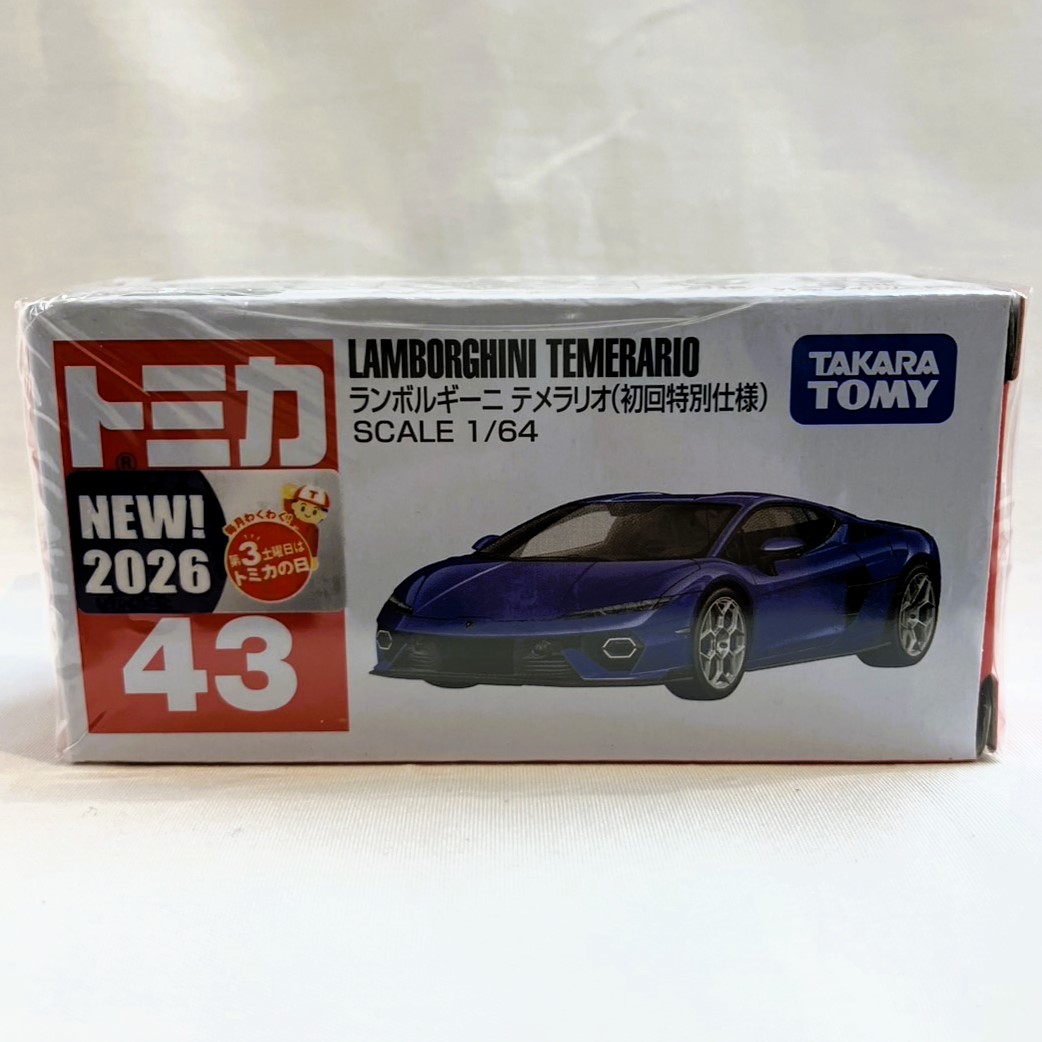 トミカ
®
LAMBORGHINI TEMERARIO
ランボルギーニ テメラリオ(初回特別仕様)
SCALE 1/64
TAKARA
TOMY
NEW!
2026
T
毎月わくわく!
第3土曜日は
トミカの日
43